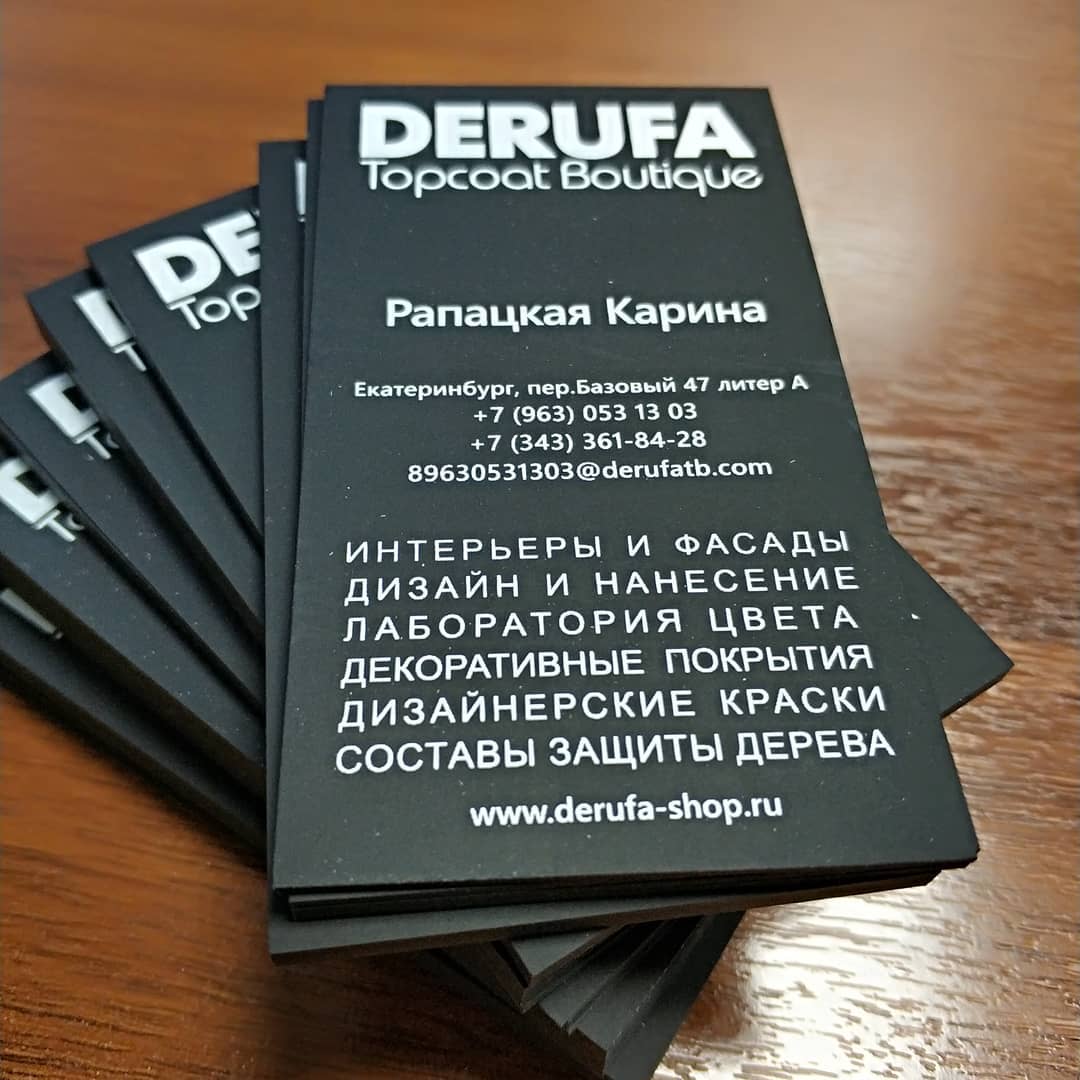 DERUFA
Topcoat Boutique
Рапацкая Карина
Екатеринбург, пер.Базовый 47 литер А
+7 (963) 053 13 03
+7 (343) 361-84-28
89630531303@derufatb.com
ИНТЕРЬЕРЫ И ФАСАДЫ
ДИЗАЙН И НАНЕСЕНИЕ
ЛАБОРАТОРИЯ ЦВЕТА
ДЕКОРАТИВНЫЕ ПОКРЫТИЯ
ДИЗАЙНЕРСКИЕ КРАСКИ
СОСТАВЫ ЗАЩИТЫ ДЕРЕВА
www.derufa-shop.ru
DE
Top